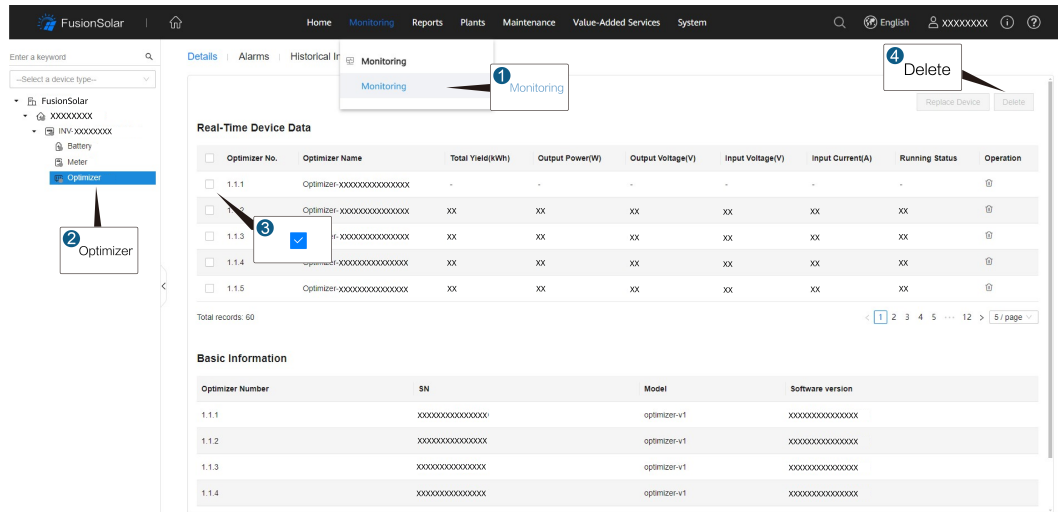 FusionSolar
Home Monitoring Reports Plants Maintenance Value-Added Services System
English XXXXXXXX
Enter a keyword
--Select a device type--
FusionSolar
XXXXXXXX
INV-XXXXXXXX
Battery
Meter
Optimizer
2 Optimizer
Details Alarms Historical In
Monitoring
Monitoring
1 Monitoring
4 Delete
Replace Device Delete
Real-Time Device Data
Optimizer No. Optimizer Name Total Yield(kWh) Output Power(W) Output Voltage(V) Input Voltage(V) Input Current(A) Running Status Operation
1.1.1 Optimizer-XXXXXXXXXXXXXXX - - - - - -
1.1.2 Optimizer-XXXXXXXXXXXXXXX XX XX XX XX XX XX
3
1.1.3 er-XXXXXXXXXXXXXXX XX XX XX XX XX XX
1.1.4 Optimizer-XXXXXXXXXXXXXXX XX XX XX XX XX XX
1.1.5 Optimizer-XXXXXXXXXXXXXXX XX XX XX XX XX XX
Total records: 60
< 1 2 3 4 5 ··· 12 > 5 / page
Basic Information
Optimizer Number SN Model Software version
1.1.1 XXXXXXXXXXXXXXX optimizer-v1 XXXXXXXXXXXXXXX
1.1.2 XXXXXXXXXXXXXXX optimizer-v1 XXXXXXXXXXXXXXX
1.1.3 XXXXXXXXXXXXXXX optimizer-v1 XXXXXXXXXXXXXXX
1.1.4 XXXXXXXXXXXXXXX optimizer-v1 XXXXXXXXXXXXXXX